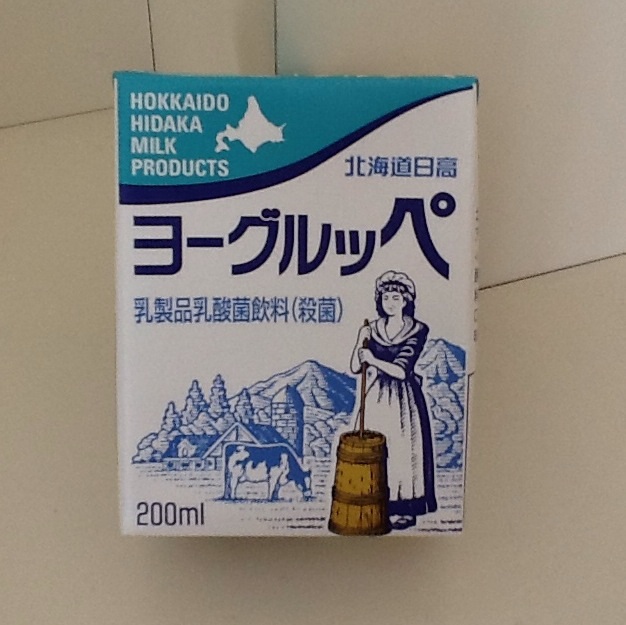 HOKKAIDO
HIDAKA
MILK
PRODUCTS
北海道日高
ヨーグルッペ
乳製品乳酸菌飲料(殺菌)
200ml